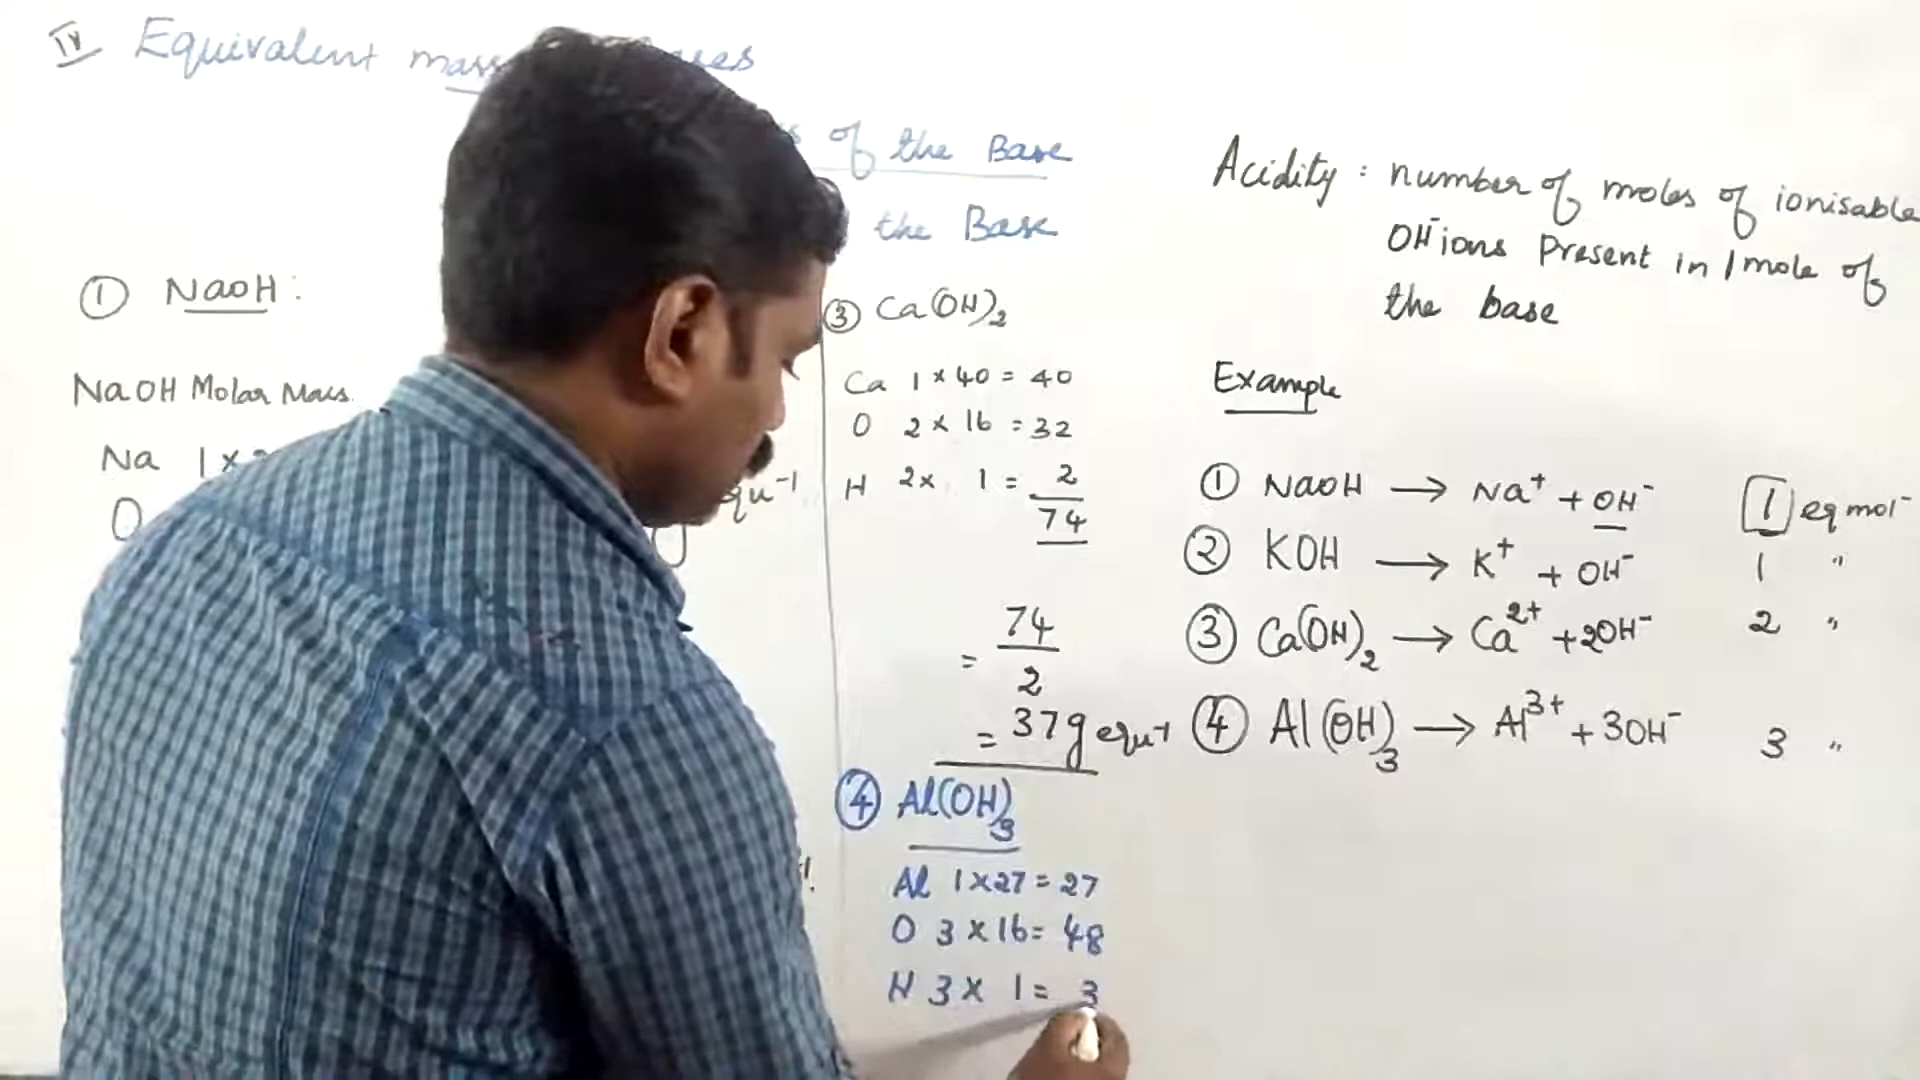 IV Equivalent mass
of the Base
the Base
① NaOH :
NaOH Molar Mass
Na 1 ×
O
equ⁻¹
③ Ca(OH)₂
Ca 1 × 40 = 40
O 2 × 16 = 32
H 2 × 1 = 2
74
= 74
2
= 37g equ⁻¹
④ Al(OH)₃
Al 1×27 = 27
O 3 × 16 = 48
H 3 × 1 = 3
Acidity : number of moles of ionisable
OH⁻ ions Present in 1 mole of
the base
Example
① NaOH → Na⁺ + OH⁻ 1 eq mol⁻
② KOH → K⁺ + OH⁻ 1 "
③ Ca(OH)₂ → Ca²⁺ + 2OH⁻ 2 "
④ Al(OH)₃ → Al³⁺ + 3OH⁻ 3 "